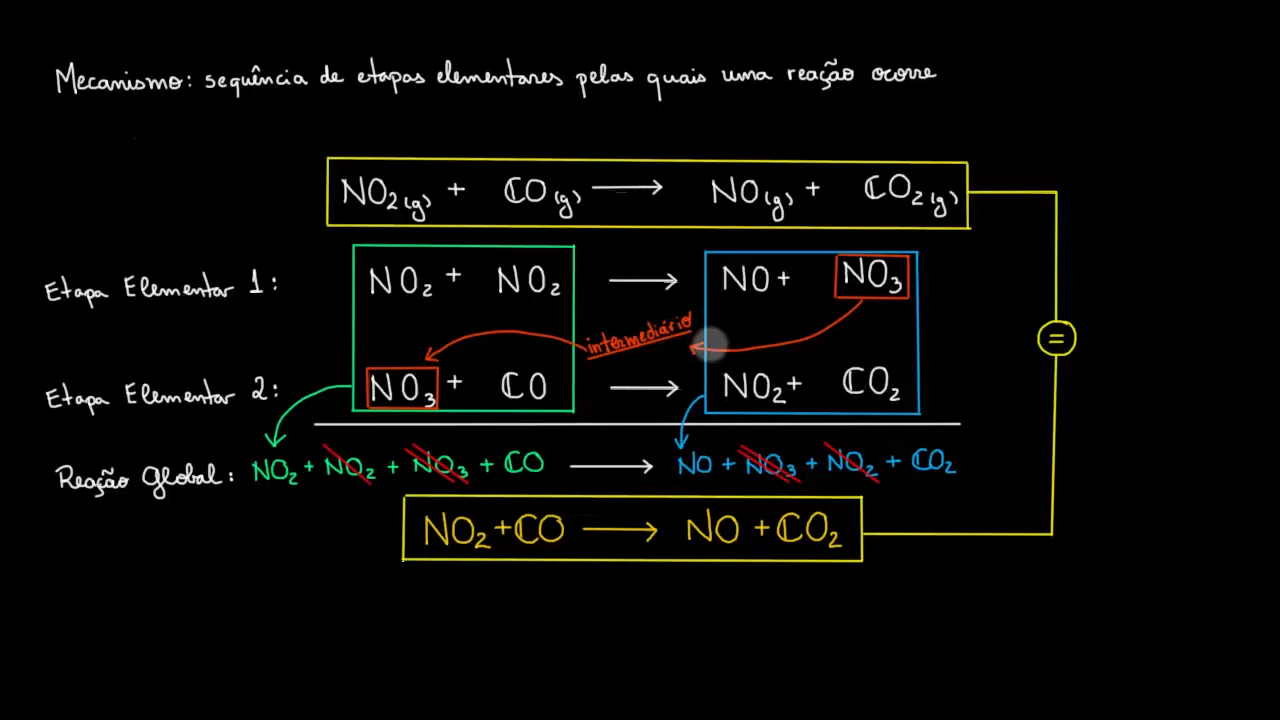 Mecanismo: sequência de etapas elementares pelas quais uma reação ocorre
NO₂(g) + CO(g) → NO(g) + CO₂(g)
Etapa Elementar 1: NO₂ + NO₂ → NO + NO₃
intermediário
=
Etapa Elementar 2: NO₃ + CO → NO₂ + CO₂
Reação Global: NO₂ + NO₂ + NO₃ + CO → NO + NO₃ + NO₂ + CO₂
NO₂ + CO → NO + CO₂